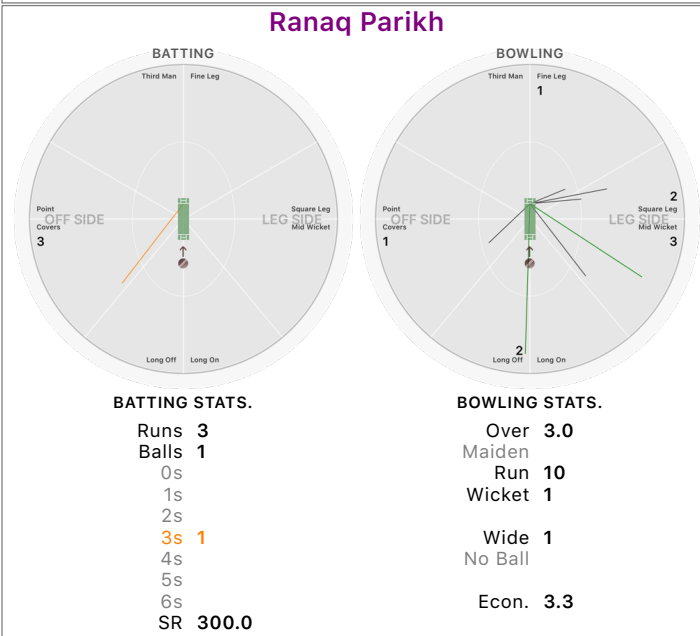 Ranaq Parikh
BATTING
Third Man Fine Leg
Point
OFF SIDE
Covers
3
Square Leg
LEG SIDE
Mid Wicket
Long Off Long On
BOWLING
Third Man Fine Leg
1
Point
OFF SIDE
Covers
1
2
Square Leg
LEG SIDE
Mid Wicket
3
2
Long Off Long On
BATTING STATS.
Runs 3
Balls 1
0s
1s
2s
3s 1
4s
5s
6s
SR 300.0
BOWLING STATS.
Over 3.0
Maiden
Run 10
Wicket 1
Wide 1
No Ball
Econ. 3.3